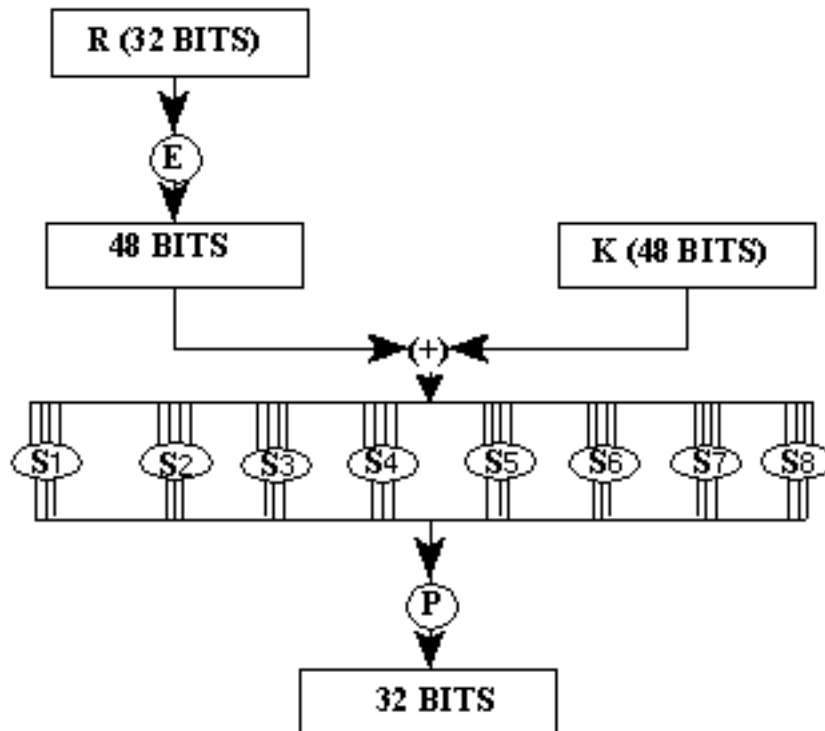 R (32 BITS)
E
48 BITS
K (48 BITS)
(+)
S1 S2 S3 S4 S5 S6 S7 S8
P
32 BITS